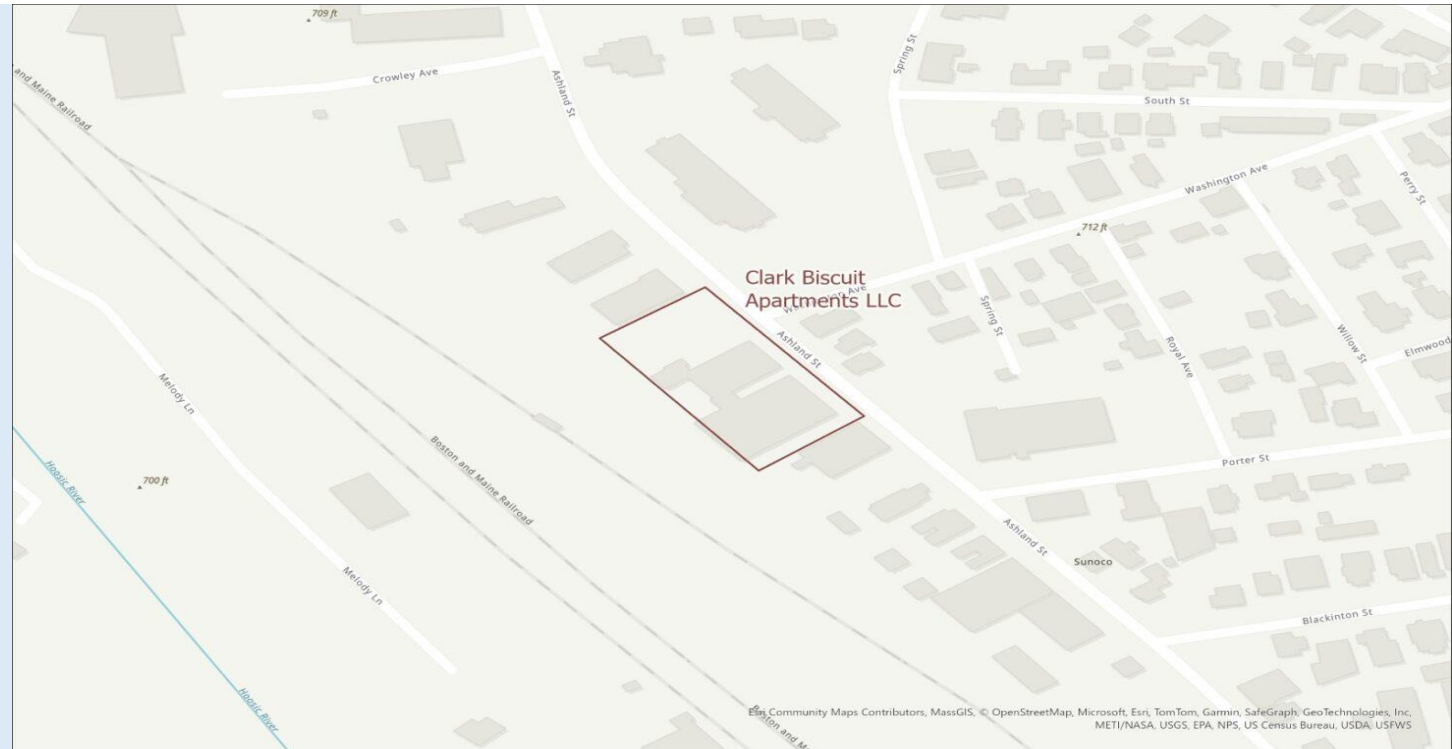 709 ft
Crowley Ave
Ashland St
Spring St
South St
and Maine Railroad
Washington Ave
Perry St
712 ft
Clark Biscuit
Apartments LLC
Ave
Spring St
Ashland St
Royal Ave
Willow St
Elmwood
Melody Ln
Boston and Maine Railroad
Porter St
Hoosic River
700 ft
Ashland St
Sunoco
Melody Ln
Blackinton St
Hoosic River
Esri Community Maps Contributors, MassGIS, © OpenStreetMap, Microsoft, Esri, TomTom, Garmin, SafeGraph, GeoTechnologies, Inc,
METI/NASA, USGS, EPA, NPS, US Census Bureau, USDA, USFWS